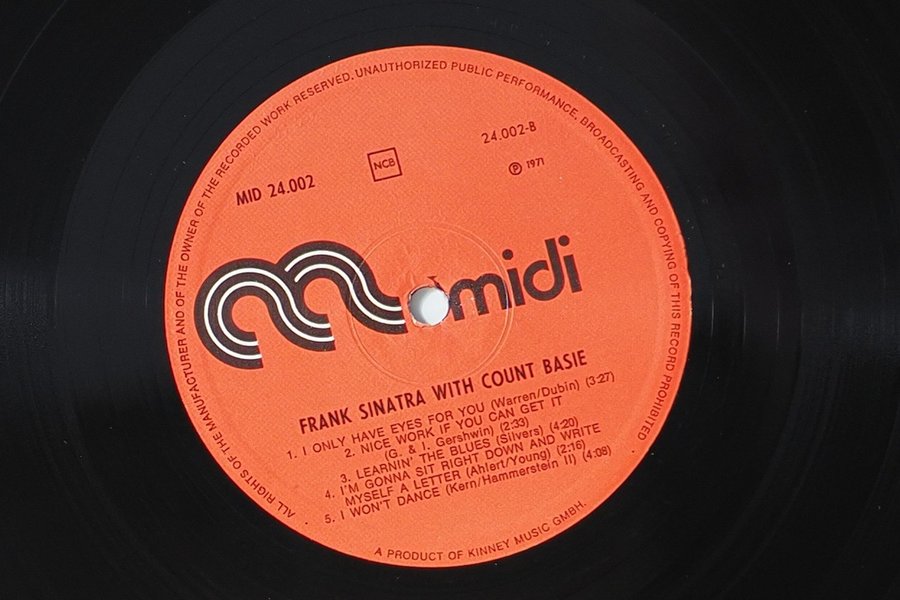 ALL RIGHTS OF THE MANUFACTURER AND OF THE OWNER OF THE RECORDED WORK RESERVED. UNAUTHORIZED PUBLIC PERFORMANCE, BROADCASTING AND COPYING OF THIS RECORD PROHIBITED
MID 24.002
NCB
24.002-B
℗ 1971
midi
FRANK SINATRA WITH COUNT BASIE
1. I ONLY HAVE EYES FOR YOU (Warren/Dubin) (3:27)
2. NICE WORK IF YOU CAN GET IT
(G. & I. Gershwin) (2:33)
3. LEARNIN' THE BLUES (Silvers) (4:20)
4. I'M GONNA SIT RIGHT DOWN AND WRITE
MYSELF A LETTER (Ahlert/Young) (2:16)
5. I WON'T DANCE (Kern/Hammerstein II) (4:08)
A PRODUCT OF KINNEY MUSIC GMBH.